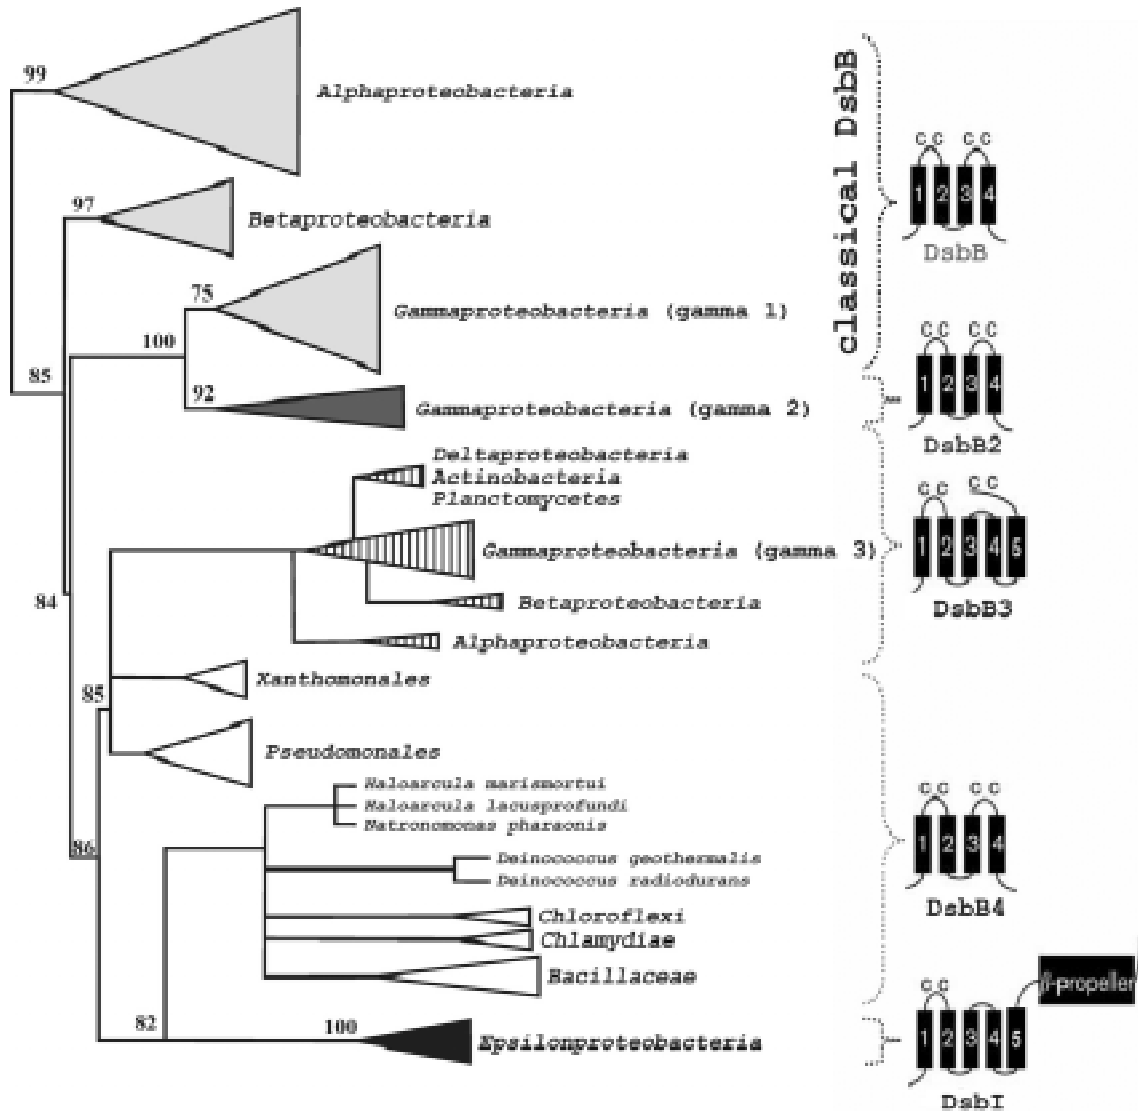 99
Alphaproteobacteria
97
Betaproteobacteria
75
Gammaproteobacteria (gamma 1)
100
85
92
Gammaproteobacteria (gamma 2)
Deltaproteobacteria
Actinobacteria
Planctomycetes
Gammaproteobacteria (gamma 3)
84
Betaproteobacteria
Alphaproteobacteria
Xanthomonales
85
Pseudomonales
Haloarcula marismortui
Haloarcula lacusprofundi
Natronomonas pharaonis
86
Deinococcus geothermalis
Deinococcus radiodurans
Chloroflexi
Chlamydiae
Bacillaceae
82
100
Epsilonproteobacteria
classical DsbB
C C C C
1 2 3 4
DsbB
C C C C
1 2 3 4
DsbB2
C C C C
1 2 3 4 5
DsbB3
C C C C
1 2 3 4
DsbB4
C C
β-propeller
1 2 3 4 5
DsbI